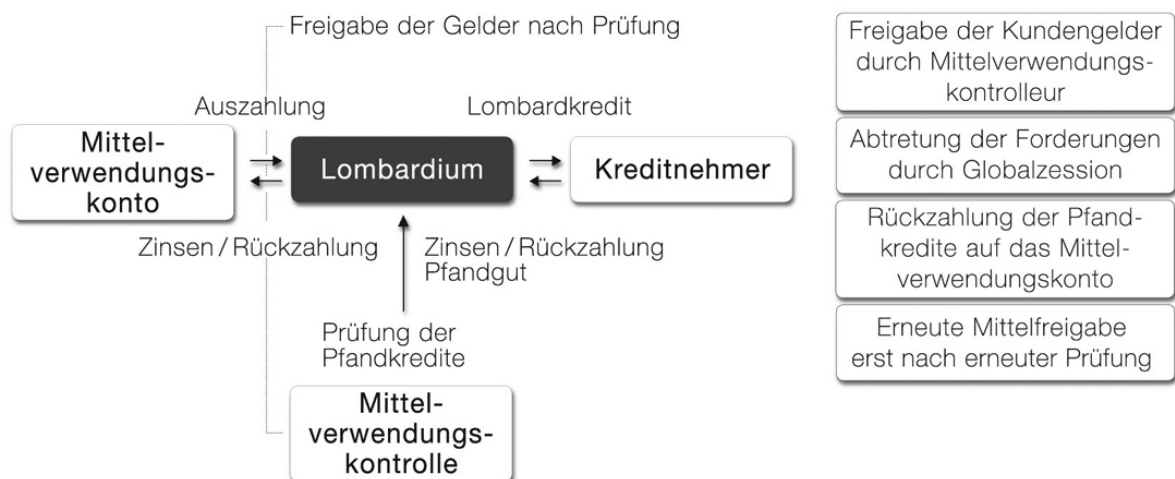 Freigabe der Gelder nach Prüfung
Auszahlung
Lombardkredit
Mittel-
verwendungs-
konto
Lombardium
Kreditnehmer
Zinsen / Rückzahlung
Zinsen / Rückzahlung
Pfandgut
Prüfung der
Pfandkredite
Mittel-
verwendungs-
kontrolle
Freigabe der Kundengelder
durch Mittelverwendungs-
kontrolleur
Abtretung der Forderungen
durch Globalzession
Rückzahlung der Pfand-
kredite auf das Mittel-
verwendungskonto
Erneute Mittelfreigabe
erst nach erneuter Prüfung